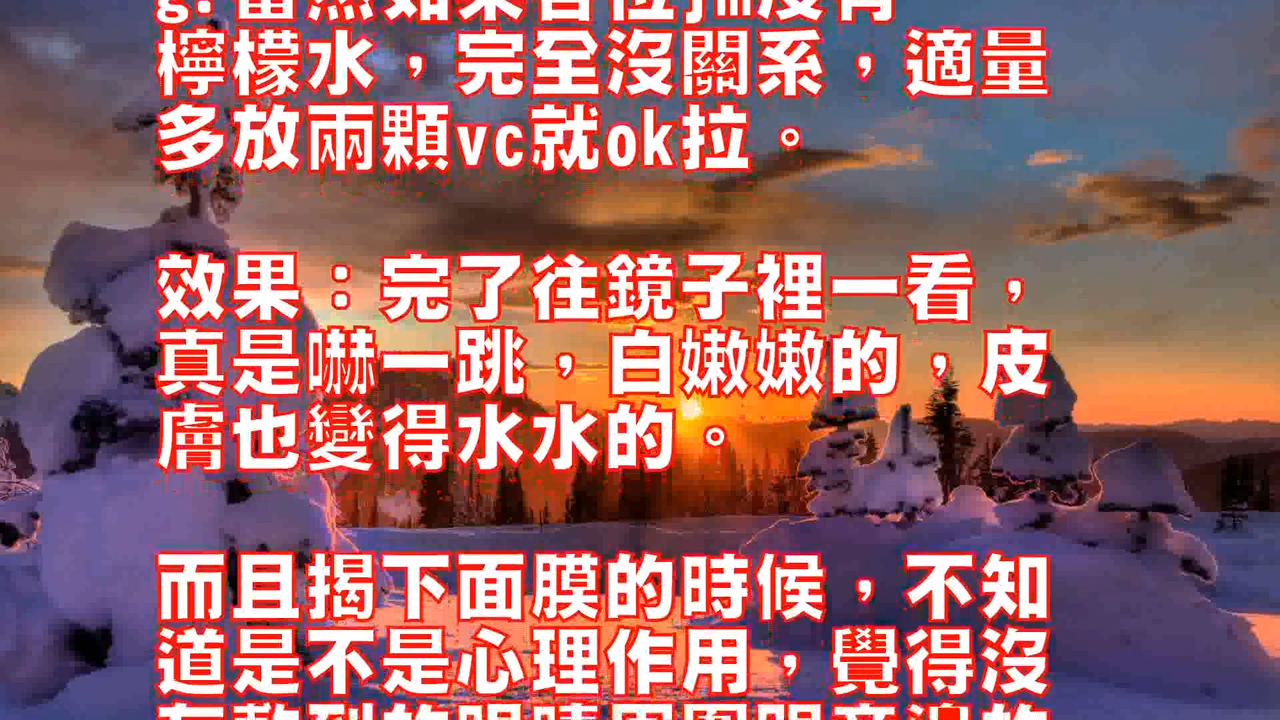 檸檬水，完全沒關系，適量
多放兩顆vc就ok拉。
效果：完了往鏡子裡一看，
真是嚇一跳，白嫩嫩的，皮
膚也變得水水的。
而且揭下面膜的時候，不知
道是不是心理作用，覺得沒